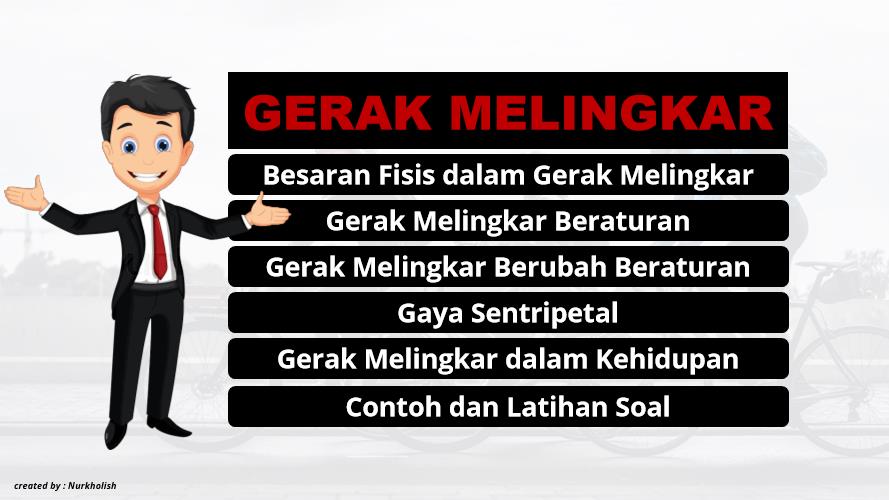 GERAK MELINGKAR
Besaran Fisis dalam Gerak Melingkar
Gerak Melingkar Beraturan
Gerak Melingkar Berubah Beraturan
Gaya Sentripetal
Gerak Melingkar dalam Kehidupan
Contoh dan Latihan Soal
created by : Nurkholish